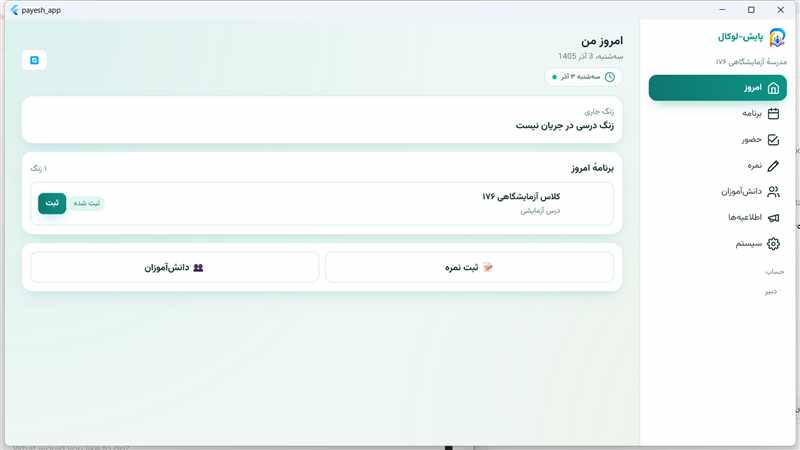 payesh_app
پایش-لوکال
مدرسهٔ آزمایشگاهی ۱۷۶
امروز
برنامه
حضور
نمره
دانش‌آموزان
اطلاعیه‌ها
سیستم
حساب
دبیر
امروز من
سه‌شنبه، 3 آذر 1405
سه‌شنبه ۳ آذر
زنگ جاری
زنگ درسی در جریان نیست
برنامهٔ امروز
۱ زنگ
کلاس آزمایشگاهی ۱۷۶
درس آزمایشی
ثبت شده
ثبت
ثبت نمره
دانش‌آموزان